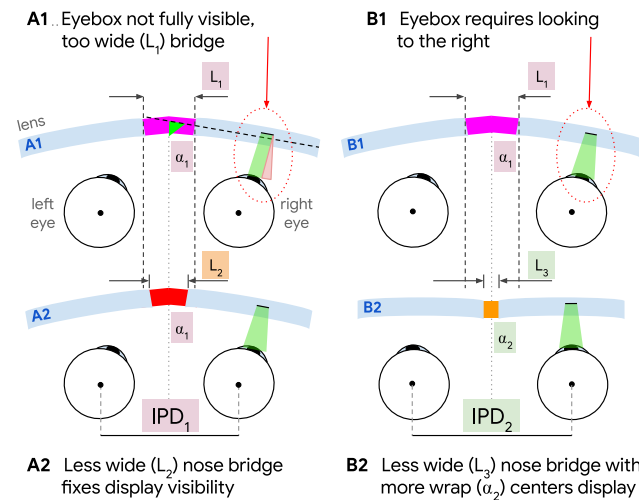 A1.. Eyebox not fully visible,
too wide (L1) bridge
B1 Eyebox requires looking
to the right
L1
L1
lens
A1
α1
B1
α1
left
eye
right
eye
L2
L3
A2
α1
B2
α2
IPD1
IPD2
A2 Less wide (L2) nose bridge
fixes display visibility
B2 Less wide (L3) nose bridge with
more wrap (α2) centers display